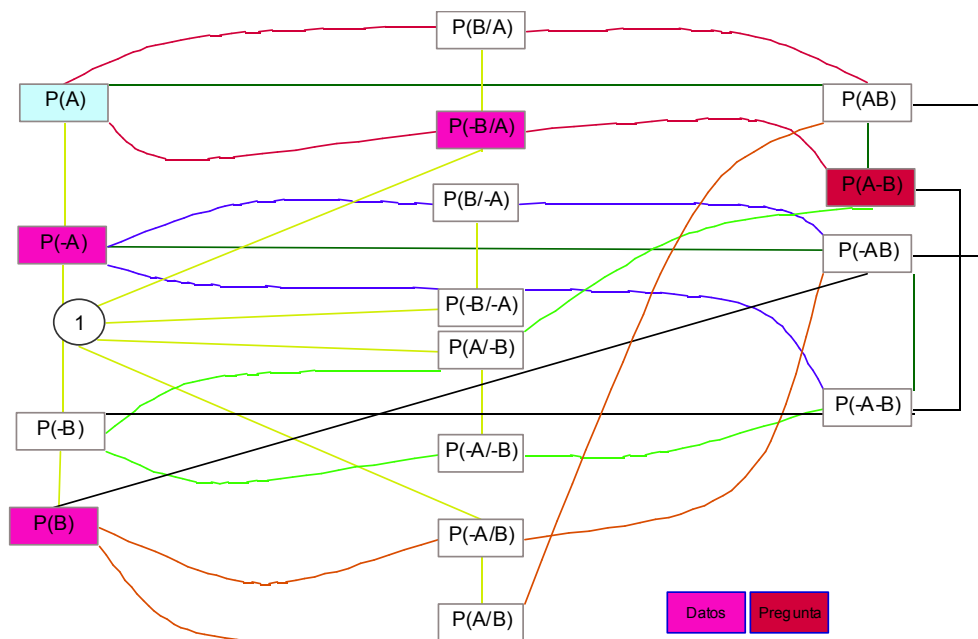 P(B/A)
P(A)
P(AB)
P(-B/A)
P(A-B)
P(B/-A)
P(-A)
P(-AB)
P(-B/-A)
1
P(A/-B)
P(-A-B)
P(-B)
P(-A/-B)
P(B)
P(-A/B)
P(A/B)
Datos
Pregunta